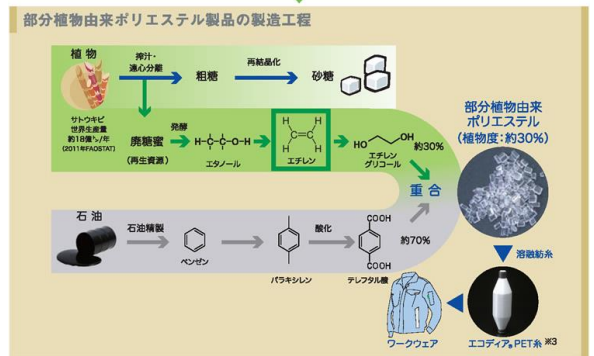 部分植物由来ポリエステル製品の製造工程
植物
搾汁・
遠心分離
粗糖
再結晶化
砂糖
サトウキビ
世界生産量
約18億㌧/年
(2011年FAOSTAT)
廃糖蜜
(再生資源)
発酵
H-C-C-O-H
エタノール
H H
C=C
H H
エチレン
HO
OH
エチレン
グリコール
約30%
重合
部分植物由来
ポリエステル
(植物度:約30%)
石油
石油精製
ベンゼン
パラキシレン
酸化
COOH
COOH
テレフタル酸
約70%
溶融紡糸
ワークウェア
エコディア®PET糸 ※3